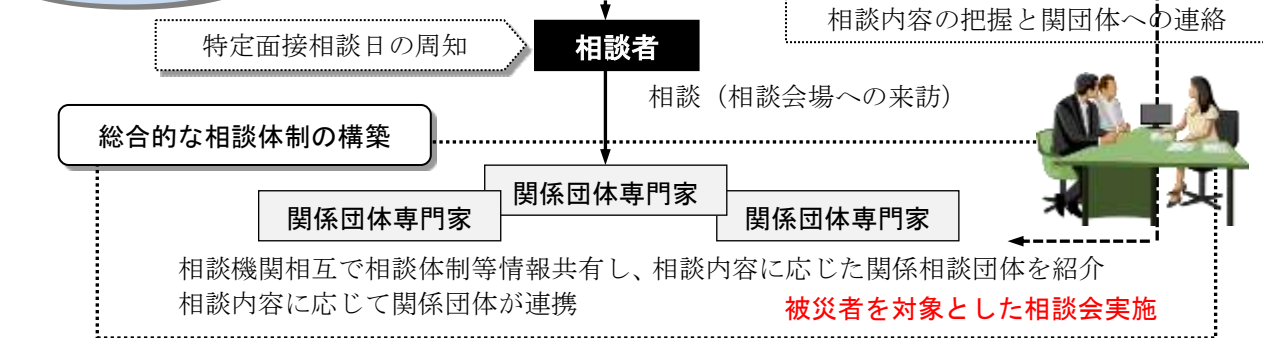 相談内容の把握と関団体への連絡
特定面接相談日の周知
相談者
相談（相談会場への来訪）
総合的な相談体制の構築
関係団体専門家
関係団体専門家
関係団体専門家
相談機関相互で相談体制等情報共有し、相談内容に応じた関係相談団体を紹介
相談内容に応じて関係団体が連携
被災者を対象とした相談会実施